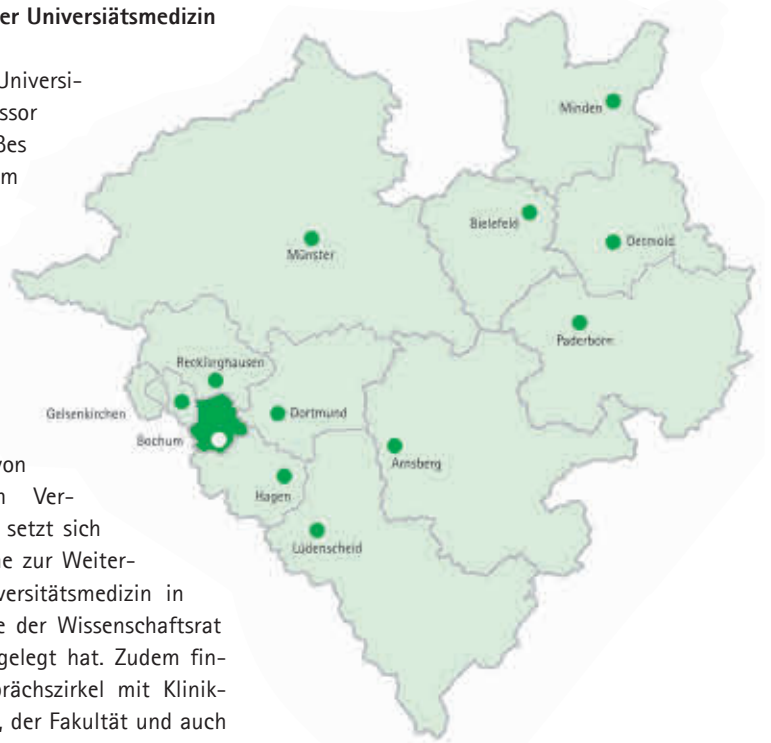 er Universiätsmedizin
Universi-
ssor
ßes
m
von
n Ver-
setzt sich
ne zur Weiter-
versitätsmedizin in
e der Wissenschaftsrat
gelegt hat. Zudem fin-
prächszirkel mit Klinik-
, der Fakultät und auch
Minden
Bielefeld
Detmold
Münster
Paderborn
Recklinghausen
Gelsenkirchen
Dortmund
Bochum
Arnsberg
Hagen
Lüdenscheid